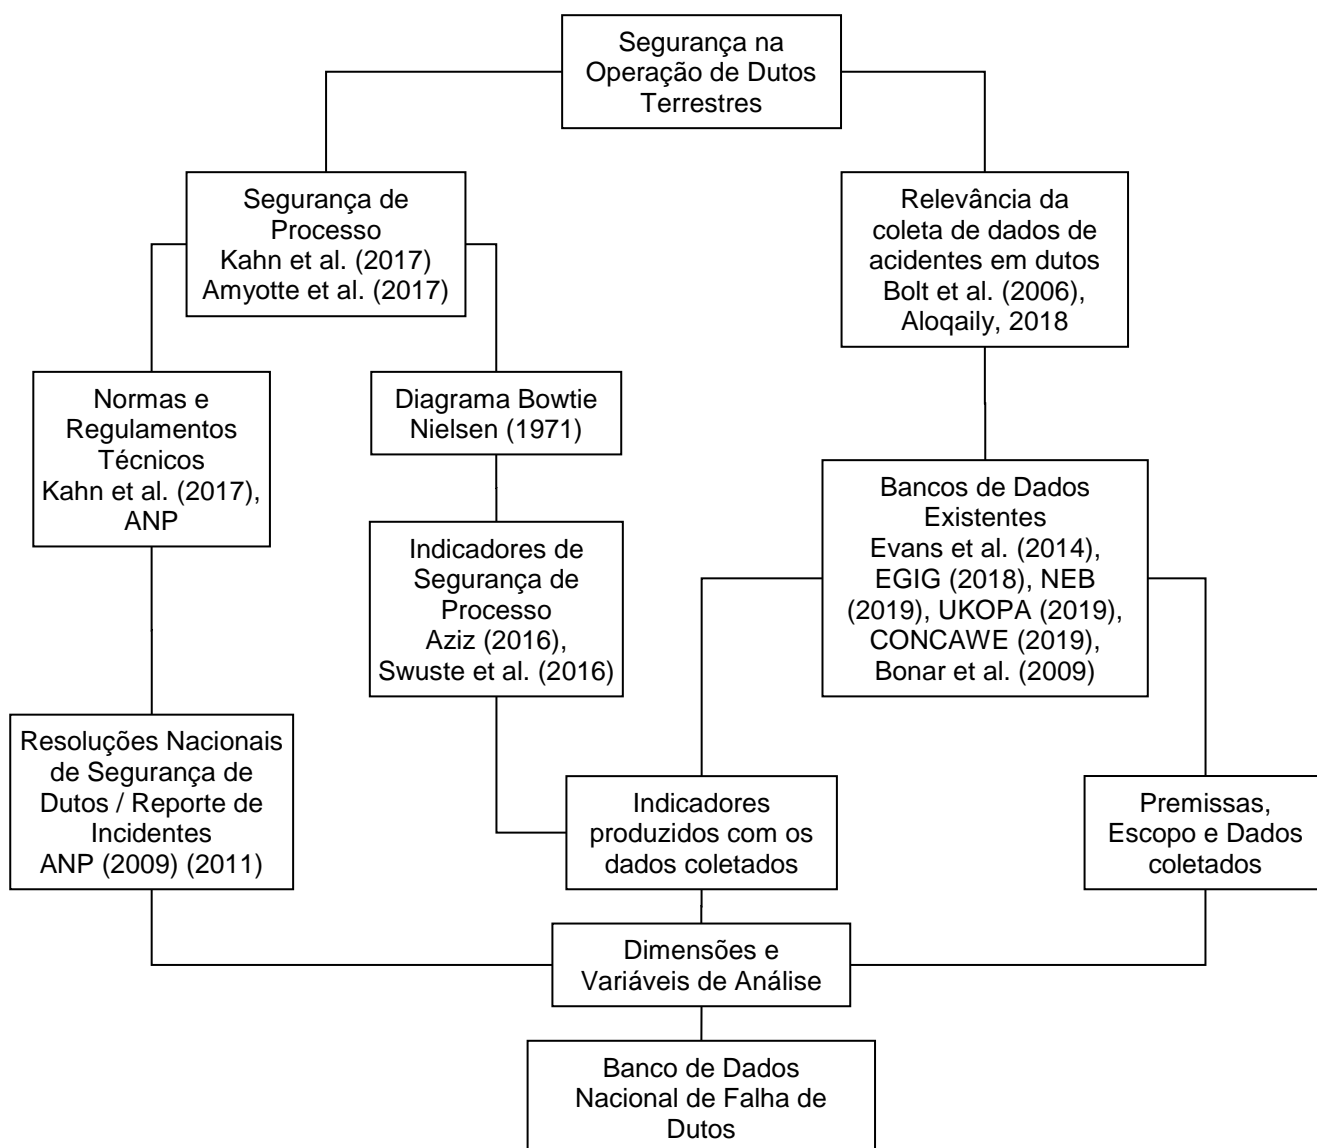 Segurança na
Operação de Dutos
Terrestres
Segurança de
Processo
Kahn et al. (2017)
Amyotte et al. (2017)
Relevância da
coleta de dados de
acidentes em dutos
Bolt et al. (2006),
Aloqaily, 2018
Normas e
Regulamentos
Técnicos
Kahn et al. (2017),
ANP
Diagrama Bowtie
Nielsen (1971)
Bancos de Dados
Existentes
Evans et al. (2014),
EGIG (2018), NEB
(2019), UKOPA (2019),
CONCAWE (2019),
Bonar et al. (2009)
Indicadores de
Segurança de
Processo
Aziz (2016),
Swuste et al. (2016)
Resoluções Nacionais
de Segurança de
Dutos / Reporte de
Incidentes
ANP (2009) (2011)
Indicadores
produzidos com os
dados coletados
Premissas,
Escopo e Dados
coletados
Dimensões e
Variáveis de Análise
Banco de Dados
Nacional de Falha de
Dutos